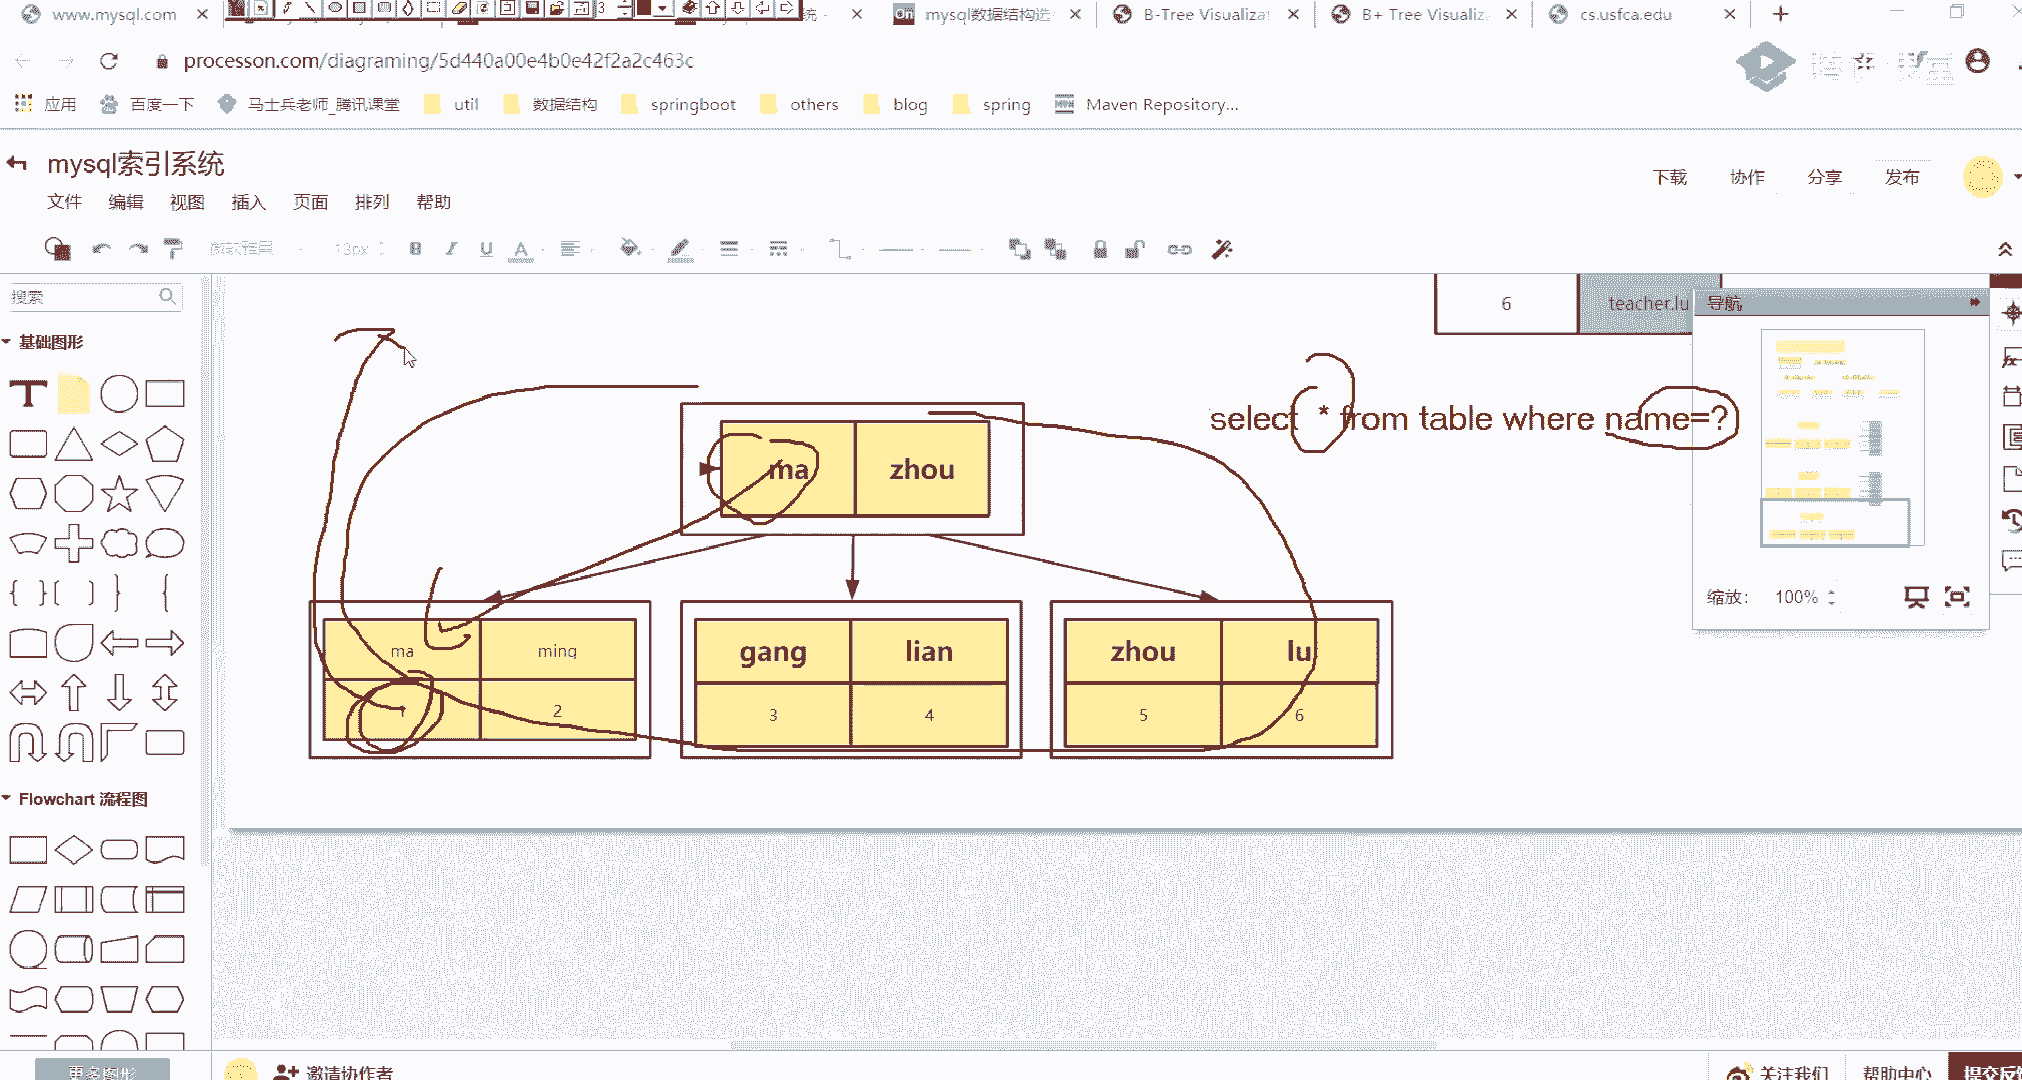 www.mysql.com
统 -
mysql数据结构选
B-Tree Visualiza
B+ Tree Visualiz
cs.usfca.edu
processon.com/diagraming/5d440a00e4b0e42f2a2c463c
应用
百度一下
马士兵老师_腾讯课堂
util
数据结构
springboot
others
blog
spring
Maven Repository...
mysql索引系统
下载
协作
分享
发布
文件
编辑
视图
插入
页面
排列
帮助
13px
搜索
基础图形
6
teacher.lu
导航
select * from table where name=?
ma
zhou
缩放：
100%
ma
ming
gang
lian
zhou
lu
1
2
3
4
5
6
Flowchart 流程图
更多图形
邀请协作者
关注我们
帮助中心
提交反